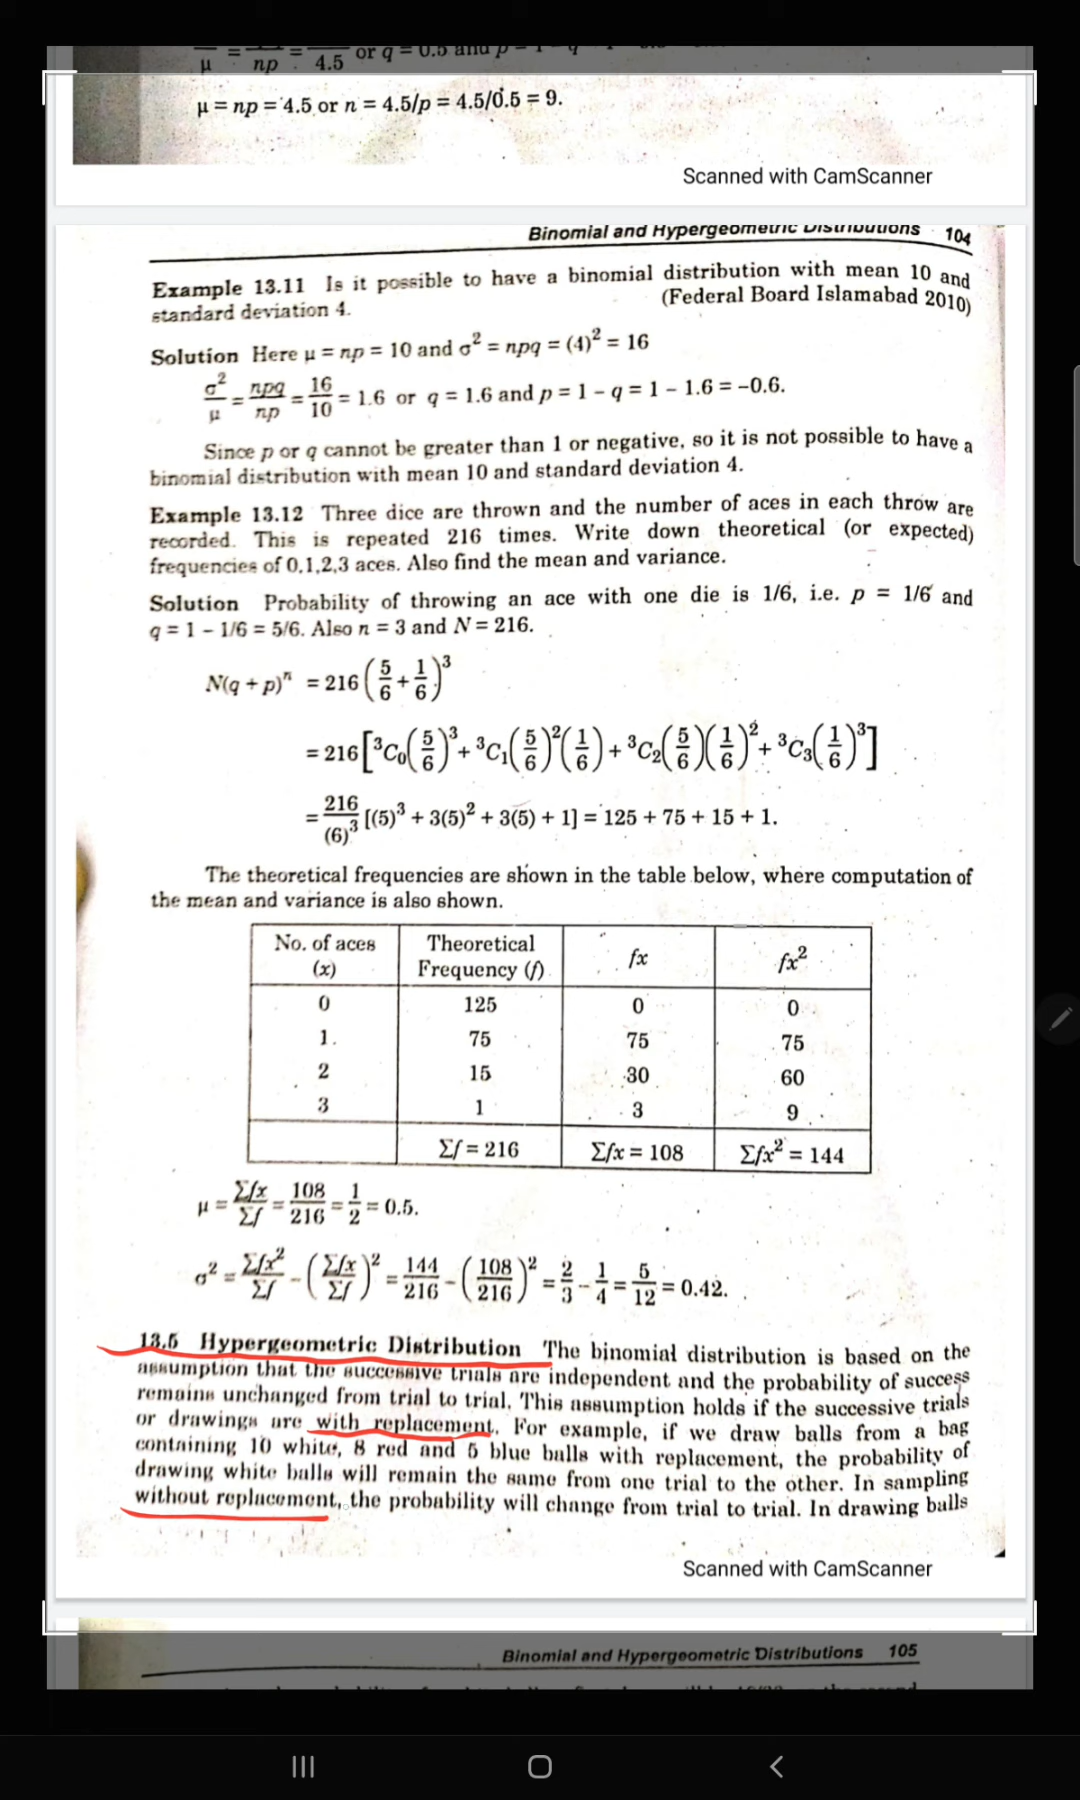 μ = np = 4.5 or q = 0.5 and p
μ = np = 4.5 or n = 4.5/p = 4.5/0.5 = 9.
Scanned with CamScanner
Binomial and Hypergeometric Distributions 104
Example 13.11 Is it possible to have a binomial distribution with mean 10 and
standard deviation 4. (Federal Board Islamabad 2010)
Solution Here μ = np = 10 and σ² = npq = (4)² = 16
σ²/μ = npq/np = 16/10 = 1.6 or q = 1.6 and p = 1 – q = 1 – 1.6 = –0.6.
Since p or q cannot be greater than 1 or negative, so it is not possible to have a
binomial distribution with mean 10 and standard deviation 4.
Example 13.12 Three dice are thrown and the number of aces in each throw are
recorded. This is repeated 216 times. Write down theoretical (or expected)
frequencies of 0,1,2,3 aces. Also find the mean and variance.
Solution Probability of throwing an ace with one die is 1/6, i.e. p = 1/6 and
q = 1 – 1/6 = 5/6. Also n = 3 and N = 216.
N(q + p)ⁿ = 216 (5/6 + 1/6)³
= 216 [³C₀(5/6)³ + ³C₁(5/6)²(1/6) + ³C₂(5/6)(1/6)² + ³C₃(1/6)³]
= 216/(6)³ [(5)³ + 3(5)² + 3(5) + 1] = 125 + 75 + 15 + 1.
The theoretical frequencies are shown in the table below, where computation of
the mean and variance is also shown.
No. of aces (x) Theoretical Frequency (f) fx fx²
0 125 0 0
1 75 75 75
2 15 30 60
3 1 3 9
Σf = 216 Σfx = 108 Σfx² = 144
μ = Σfx/Σf = 108/216 = 1/2 = 0.5.
σ² = Σfx²/Σf – (Σfx/Σf)² = 144/216 – (108/216)² = 2/3 – 1/4 = 5/12 = 0.42.
13.5 Hypergeometric Distribution The binomial distribution is based on the
assumption that the successive trials are independent and the probability of success
remains unchanged from trial to trial. This assumption holds if the successive trials
or drawings are with replacement. For example, if we draw balls from a bag
containing 10 white, 8 red and 5 blue balls with replacement, the probability of
drawing white balls will remain the same from one trial to the other. In sampling
without replacement, the probability will change from trial to trial. In drawing balls
Scanned with CamScanner
Binomial and Hypergeometric Distributions 105